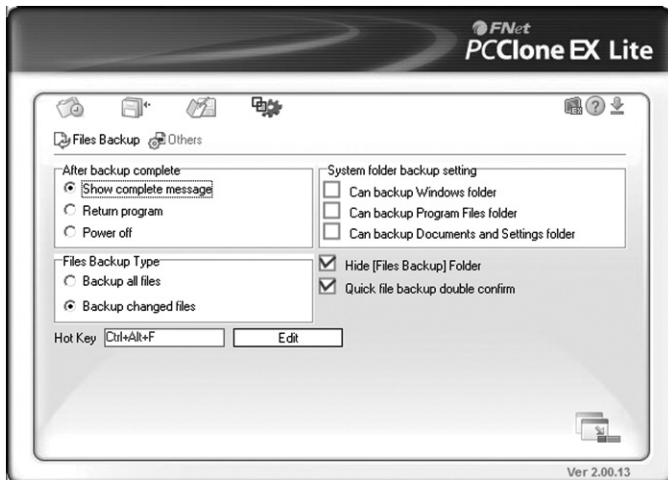 FNet
PCClone EX Lite
Files Backup Others
After backup complete
Show complete message
Return program
Power off
System folder backup setting
Can backup Windows folder
Can backup Program Files folder
Can backup Documents and Settings folder
Files Backup Type
Backup all files
Backup changed files
Hide [Files Backup] Folder
Quick file backup double confirm
Hot Key Ctrl+Alt+F Edit
Ver 2.00.13